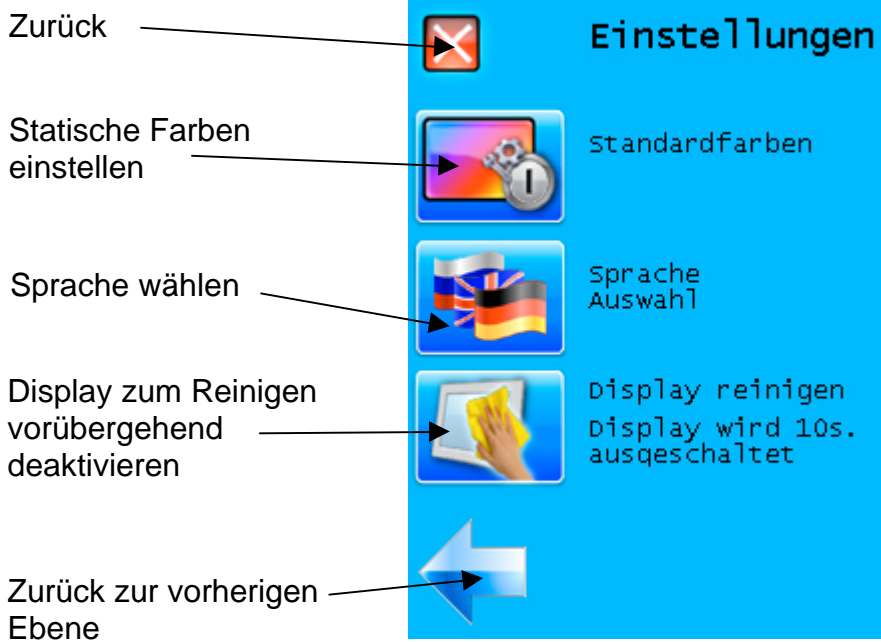 Zurück
Einstellungen
Statische Farben
einstellen
Standardfarben
Sprache wählen
Sprache
Auswahl
Display zum Reinigen
vorübergehend
deaktivieren
Display reinigen
Display wird 10s.
ausgeschaltet
Zurück zur vorherigen
Ebene